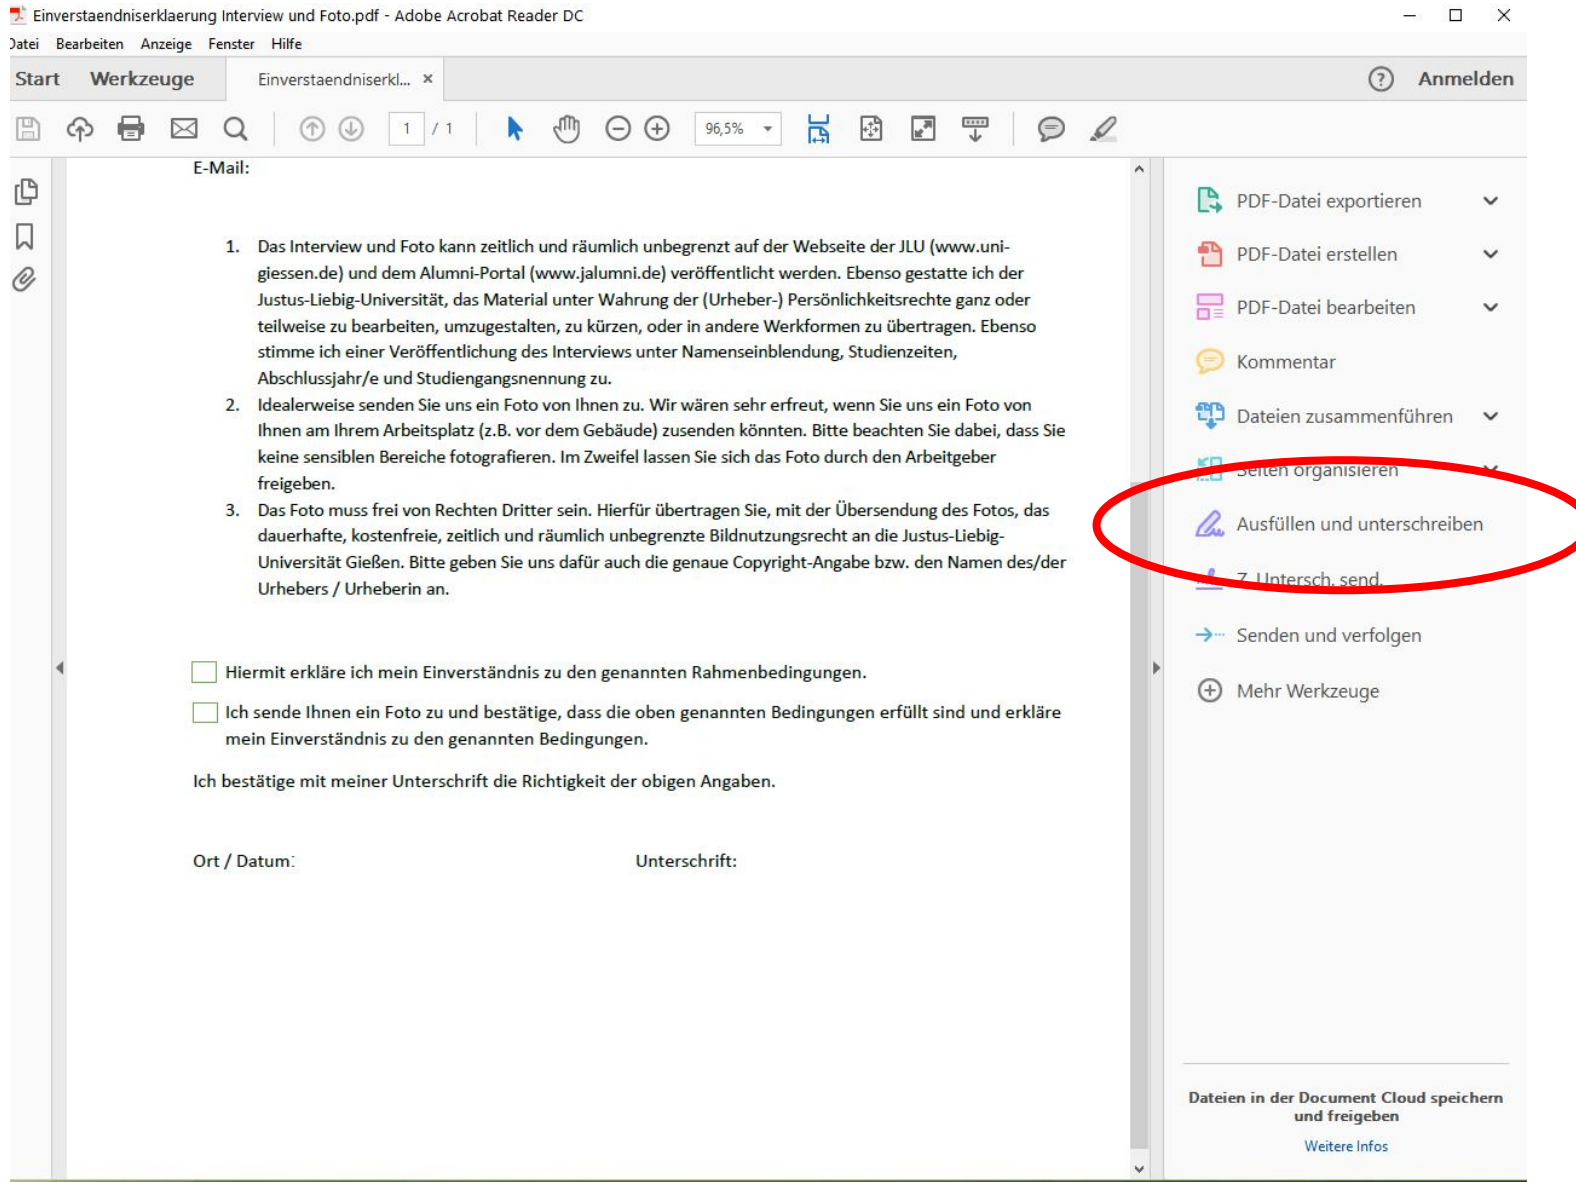 Einverstaendniserklaerung Interview und Foto.pdf - Adobe Acrobat Reader DC
Datei Bearbeiten Anzeige Fenster Hilfe
Start Werkzeuge Einverstaendniserkl... × ? Anmelden
1 / 1 96,5%
E-Mail:
1. Das Interview und Foto kann zeitlich und räumlich unbegrenzt auf der Webseite der JLU (www.uni-
giessen.de) und dem Alumni-Portal (www.jalumni.de) veröffentlicht werden. Ebenso gestatte ich der
Justus-Liebig-Universität, das Material unter Wahrung der (Urheber-) Persönlichkeitsrechte ganz oder
teilweise zu bearbeiten, umzugestalten, zu kürzen, oder in andere Werkformen zu übertragen. Ebenso
stimme ich einer Veröffentlichung des Interviews unter Namenseinblendung, Studienzeiten,
Abschlussjahr/e und Studiengangsnennung zu.
2. Idealerweise senden Sie uns ein Foto von Ihnen zu. Wir wären sehr erfreut, wenn Sie uns ein Foto von
Ihnen am Ihrem Arbeitsplatz (z.B. vor dem Gebäude) zusenden könnten. Bitte beachten Sie dabei, dass Sie
keine sensiblen Bereiche fotografieren. Im Zweifel lassen Sie sich das Foto durch den Arbeitgeber
freigeben.
3. Das Foto muss frei von Rechten Dritter sein. Hierfür übertragen Sie, mit der Übersendung des Fotos, das
dauerhafte, kostenfreie, zeitlich und räumlich unbegrenzte Bildnutzungsrecht an die Justus-Liebig-
Universität Gießen. Bitte geben Sie uns dafür auch die genaue Copyright-Angabe bzw. den Namen des/der
Urhebers / Urheberin an.
Hiermit erkläre ich mein Einverständnis zu den genannten Rahmenbedingungen.
Ich sende Ihnen ein Foto zu und bestätige, dass die oben genannten Bedingungen erfüllt sind und erkläre
mein Einverständnis zu den genannten Bedingungen.
Ich bestätige mit meiner Unterschrift die Richtigkeit der obigen Angaben.
Ort / Datum: Unterschrift:
PDF-Datei exportieren
PDF-Datei erstellen
PDF-Datei bearbeiten
Kommentar
Dateien zusammenführen
Seiten organisieren
Ausfüllen und unterschreiben
Z. Untersch. send.
Senden und verfolgen
Mehr Werkzeuge
Dateien in der Document Cloud speichern
und freigeben
Weitere Infos